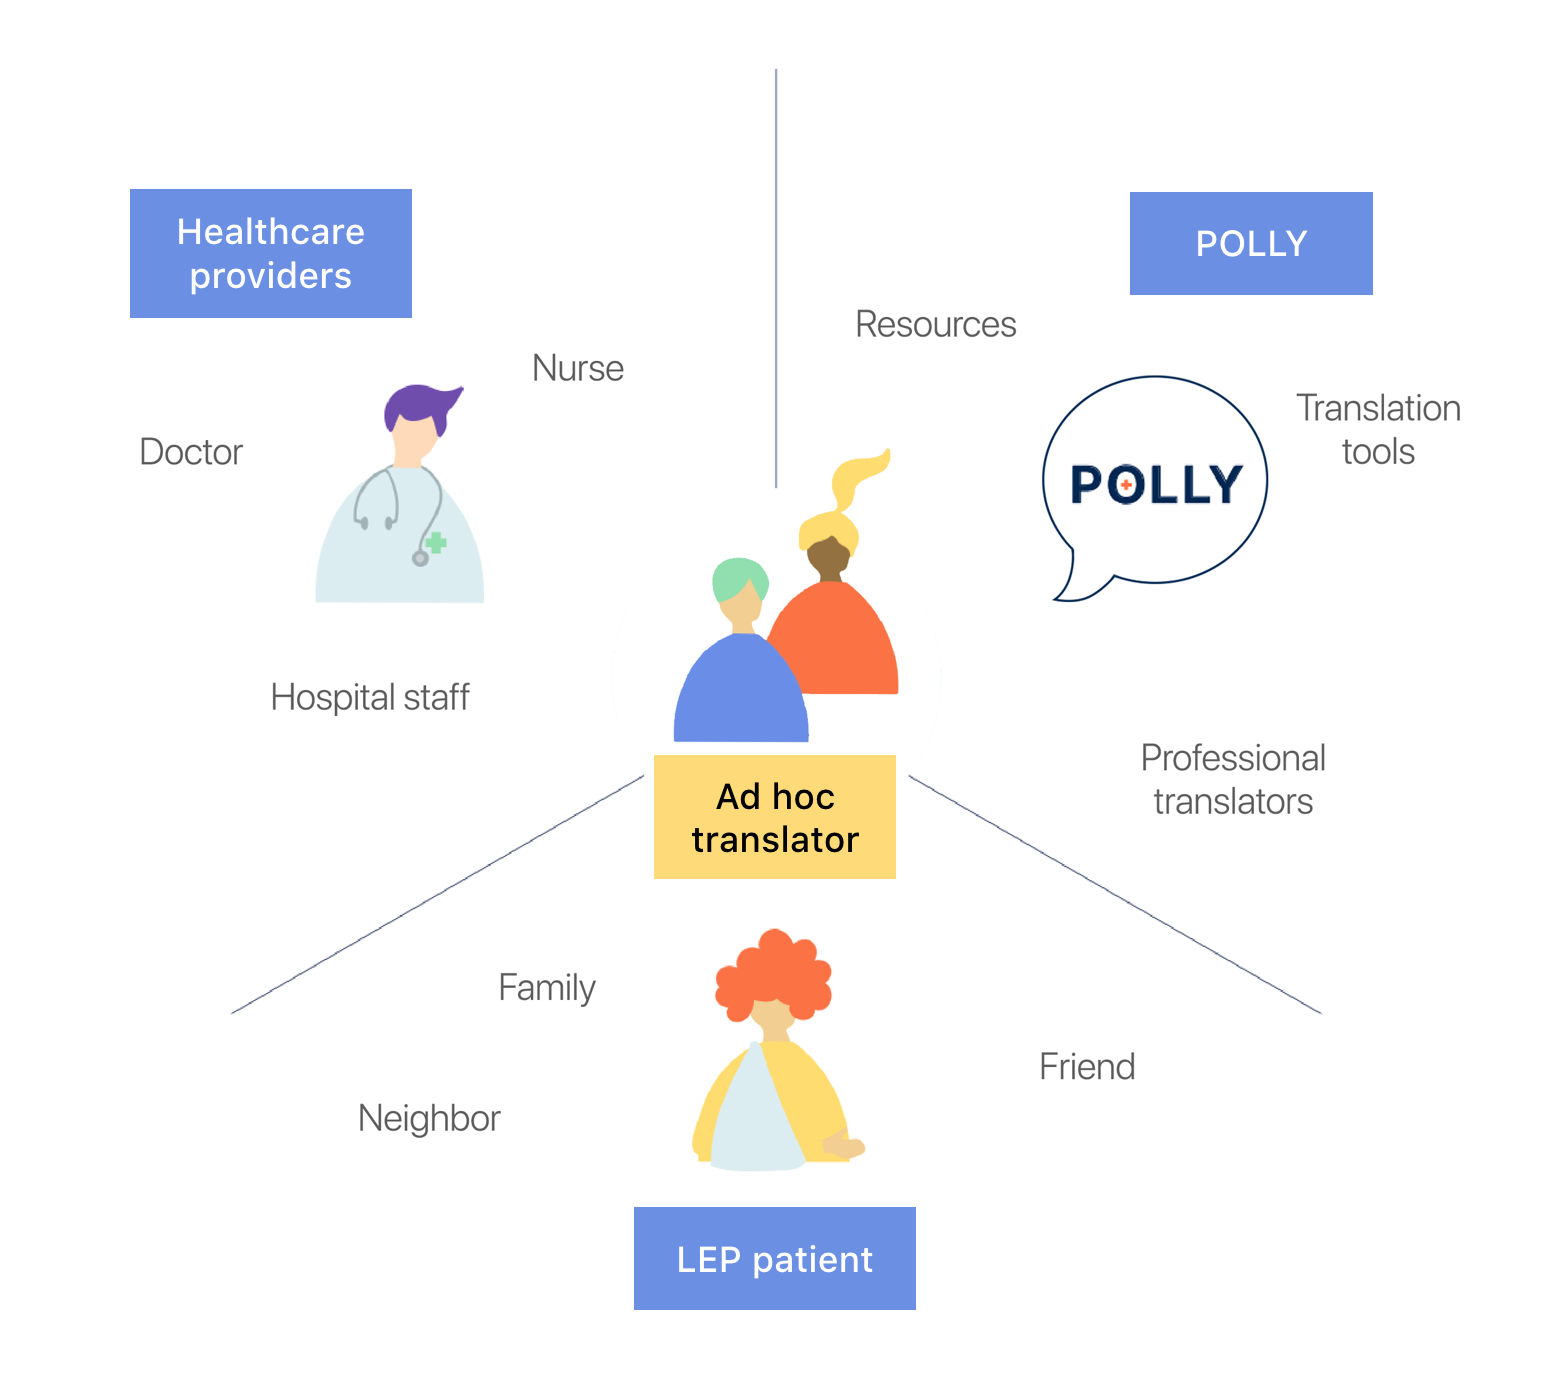 Healthcare
providers
Nurse
Doctor
Hospital staff
POLLY
Resources
Translation
tools
POLLY
Professional
translators
Ad hoc
translator
Family
Friend
Neighbor
LEP patient